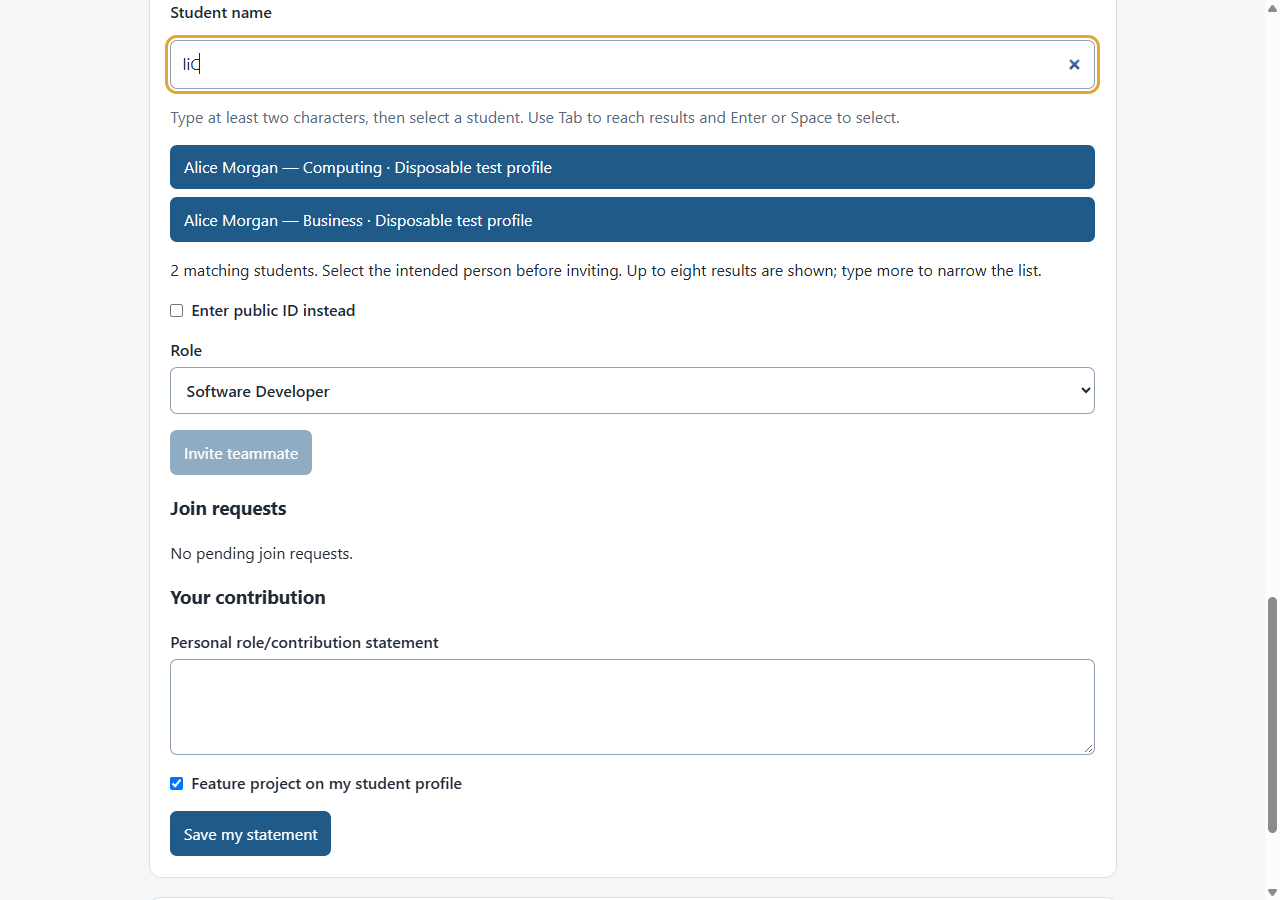 Student name
liC
Type at least two characters, then select a student. Use Tab to reach results and Enter or Space to select.
Alice Morgan — Computing · Disposable test profile
Alice Morgan — Business · Disposable test profile
2 matching students. Select the intended person before inviting. Up to eight results are shown; type more to narrow the list.
Enter public ID instead
Role
Software Developer
Invite teammate
Join requests
No pending join requests.
Your contribution
Personal role/contribution statement
Feature project on my student profile
Save my statement